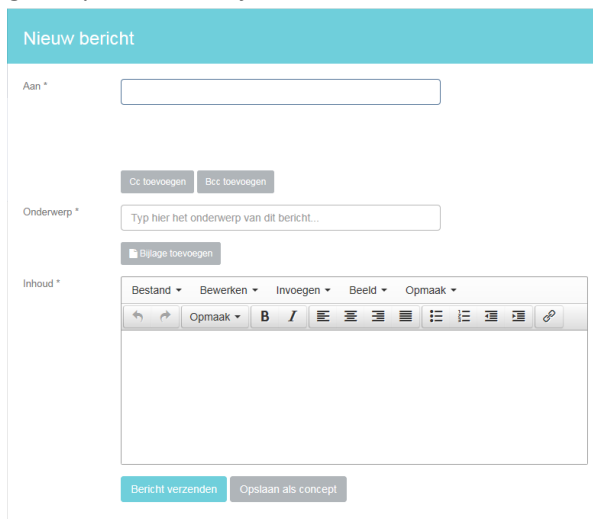 Nieuw bericht
Aan *
Cc toevoegen Bcc toevoegen
Onderwerp * Typ hier het onderwerp van dit bericht...
Bijlage toevoegen
Inhoud *
Bestand Bewerken Invoegen Beeld Opmaak
Opmaak B I
Bericht verzenden Opslaan als concept